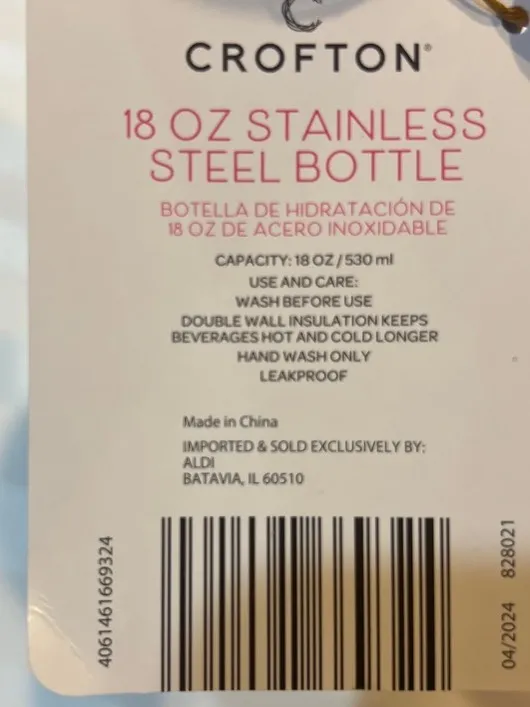 CROFTON®
18 OZ STAINLESS
STEEL BOTTLE
BOTELLA DE HIDRATACIÓN DE
18 OZ DE ACERO INOXIDABLE
CAPACITY: 18 OZ / 530 ml
USE AND CARE:
WASH BEFORE USE
DOUBLE WALL INSULATION KEEPS
BEVERAGES HOT AND COLD LONGER
HAND WASH ONLY
LEAKPROOF
Made in China
IMPORTED & SOLD EXCLUSIVELY BY:
ALDI
BATAVIA, IL 60510
4061461669324
04/2024 828021